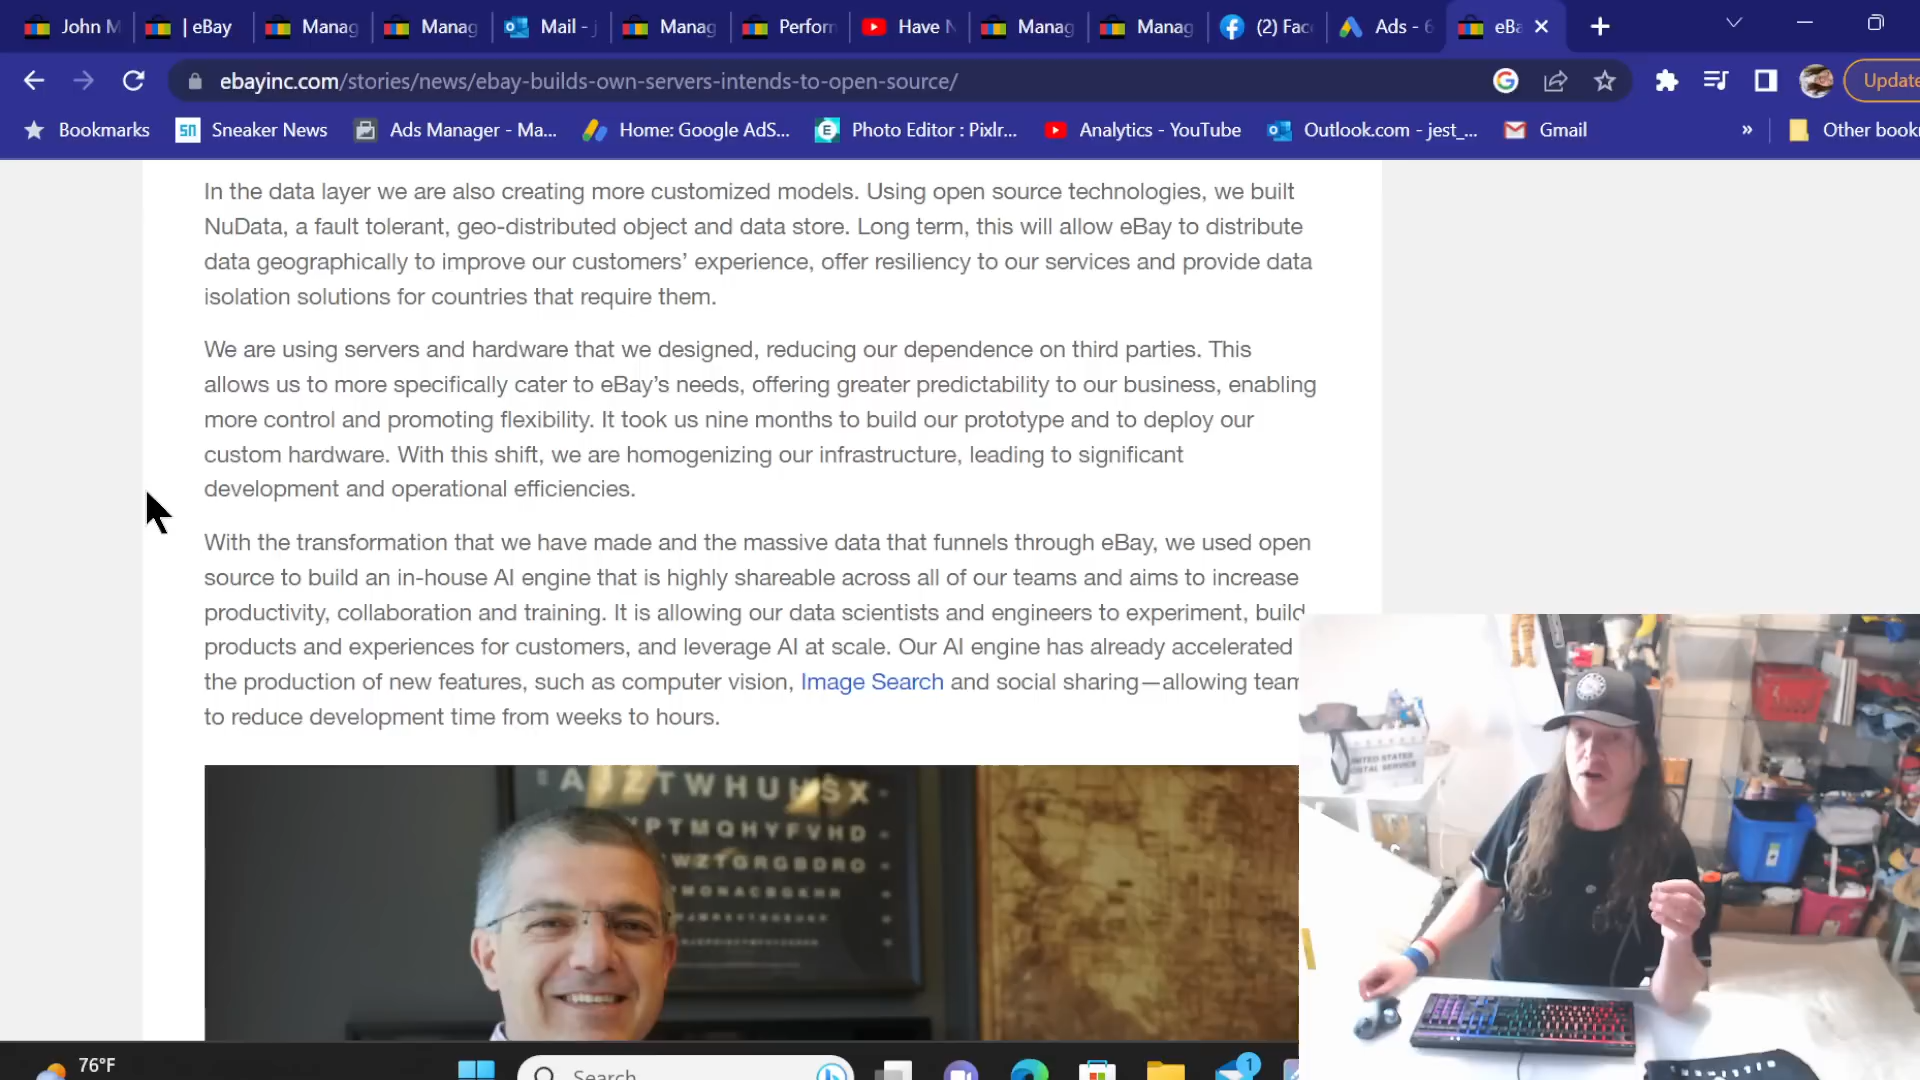 John M
| eBay
Manag
Manag
Mail - j
Manag
Perforn
Have N
Manag
Manag
(2) Fac
Ads - 6
eBa
ebayinc.com/stories/news/ebay-builds-own-servers-intends-to-open-source/
Update
Bookmarks
Sneaker News
Ads Manager - Ma...
Home: Google AdS...
Photo Editor : Pixlr...
Analytics - YouTube
Outlook.com - jest_...
Gmail
»
Other book
In the data layer we are also creating more customized models. Using open source technologies, we built
NuData, a fault tolerant, geo-distributed object and data store. Long term, this will allow eBay to distribute
data geographically to improve our customers’ experience, offer resiliency to our services and provide data
isolation solutions for countries that require them.
We are using servers and hardware that we designed, reducing our dependence on third parties. This
allows us to more specifically cater to eBay’s needs, offering greater predictability to our business, enabling
more control and promoting flexibility. It took us nine months to build our prototype and to deploy our
custom hardware. With this shift, we are homogenizing our infrastructure, leading to significant
development and operational efficiencies.
With the transformation that we have made and the massive data that funnels through eBay, we used open
source to build an in-house AI engine that is highly shareable across all of our teams and aims to increase
productivity, collaboration and training. It is allowing our data scientists and engineers to experiment, build
products and experiences for customers, and leverage AI at scale. Our AI engine has already accelerated
the production of new features, such as computer vision, Image Search and social sharing—allowing team
to reduce development time from weeks to hours.
UNITED STATES
POSTAL SERVICE
76°F
Search
1